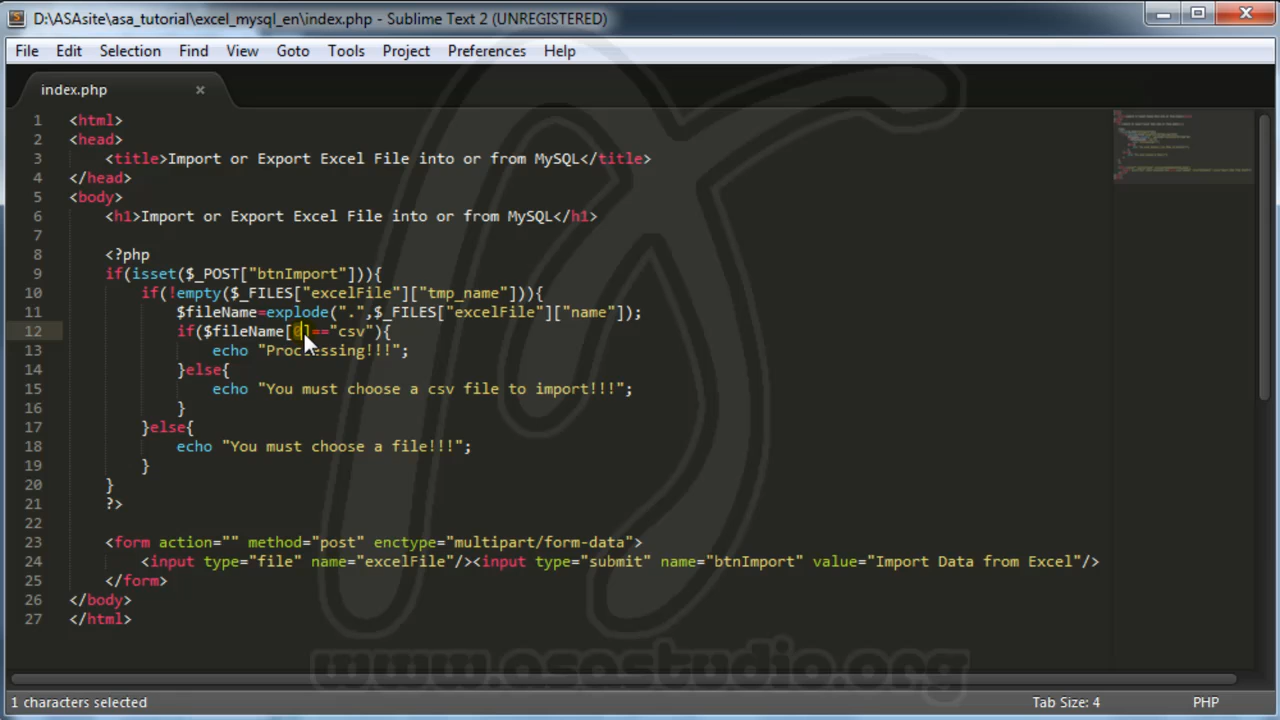 D:\ASAsite\asa_tutorial\excel_mysql_en\index.php - Sublime Text 2 (UNREGISTERED)
File Edit Selection Find View Goto Tools Project Preferences Help
index.php ×
1 <html>
2 <head>
3 <title>Import or Export Excel File into or from MySQL</title>
4 </head>
5 <body>
6 <h1>Import or Export Excel File into or from MySQL</h1>
7
8 <?php
9 if(isset($_POST["btnImport"])){
10 if(!empty($_FILES["excelFile"]["tmp_name"])){
11 $fileName=explode(".",$_FILES["excelFile"]["name"]);
12 if($fileName[0]=="csv"){
13 echo "Processing!!!";
14 }else{
15 echo "You must choose a csv file to import!!!";
16 }
17 }else{
18 echo "You must choose a file!!!";
19 }
20 }
21 ?>
22
23 <form action="" method="post" enctype="multipart/form-data">
24 <input type="file" name="excelFile"/><input type="submit" name="btnImport" value="Import Data from Excel"/>
25 </form>
26 </body>
27 </html>
www.asastudio.org
1 characters selected Tab Size: 4 PHP